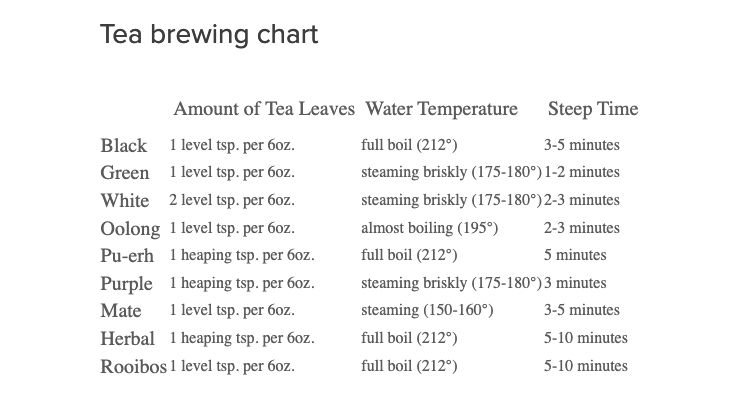 Tea brewing chart
Amount of Tea Leaves Water Temperature Steep Time
Black 1 level tsp. per 6oz. full boil (212°) 3-5 minutes
Green 1 level tsp. per 6oz. steaming briskly (175-180°) 1-2 minutes
White 2 level tsp. per 6oz. steaming briskly (175-180°) 2-3 minutes
Oolong 1 level tsp. per 6oz. almost boiling (195°) 2-3 minutes
Pu-erh 1 heaping tsp. per 6oz. full boil (212°) 5 minutes
Purple 1 heaping tsp. per 6oz. steaming briskly (175-180°) 3 minutes
Mate 1 level tsp. per 6oz. steaming (150-160°) 3-5 minutes
Herbal 1 heaping tsp. per 6oz. full boil (212°) 5-10 minutes
Rooibos 1 level tsp. per 6oz. full boil (212°) 5-10 minutes